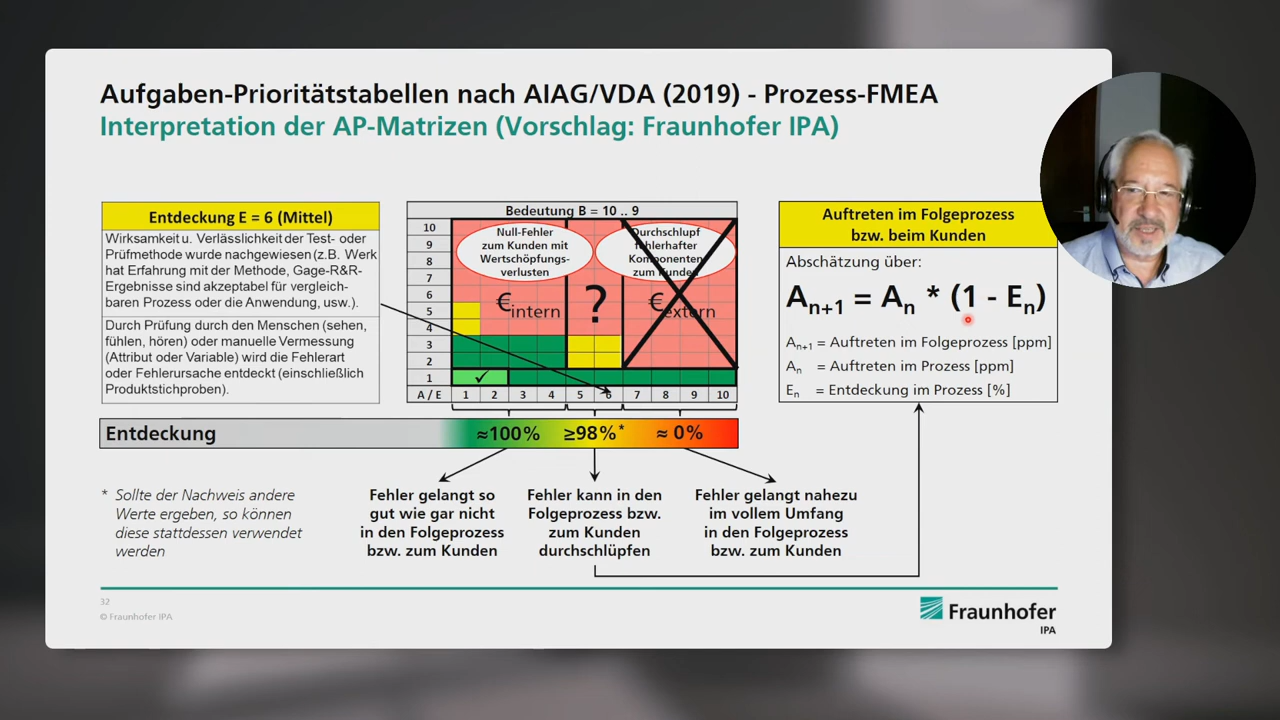 Aufgaben-Prioritätstabellen nach AIAG/VDA (2019) - Prozess-FMEA
Interpretation der AP-Matrizen (Vorschlag: Fraunhofer IPA)
Entdeckung E = 6 (Mittel)
Wirksamkeit u. Verlässlichkeit der Test- oder
Prüfmethode wurde nachgewiesen (z.B. Werk
hat Erfahrung mit der Methode, Gage-R&R-
Ergebnisse sind akzeptabel für vergleich-
baren Prozess oder die Anwendung, usw.).
Durch Prüfung durch den Menschen (sehen,
fühlen, hören) oder manuelle Vermessung
(Attribut oder Variable) wird die Fehlerart
oder Fehlerursache entdeckt (einschließlich
Produktstichproben).
Bedeutung B = 10 .. 9
10
9
8
7
6
5
4
3
2
1
Null-Fehler
zum Kunden mit
Wertschöpfungs-
verlusten
Durchschlupf
fehlerhafter
Komponenten
zum Kunden
€intern
?
€extern
✓
A / E 1 2 3 4 5 6 7 8 9 10
Auftreten im Folgeprozess
bzw. beim Kunden
Abschätzung über:
Aₙ₊₁ = Aₙ * (1 - Eₙ)
Aₙ₊₁ = Auftreten im Folgeprozess [ppm]
Aₙ = Auftreten im Prozess [ppm]
Eₙ = Entdeckung im Prozess [%]
Entdeckung ≈100% ≥98%* ≈ 0%
* Sollte der Nachweis andere
Werte ergeben, so können
diese stattdessen verwendet
werden
Fehler gelangt so
gut wie gar nicht
in den Folgeprozess
bzw. zum Kunden
Fehler kann in den
Folgeprozess bzw.
zum Kunden
durchschlüpfen
Fehler gelangt nahezu
im vollem Umfang
in den Folgeprozess
bzw. zum Kunden
32
© Fraunhofer IPA
Fraunhofer
IPA